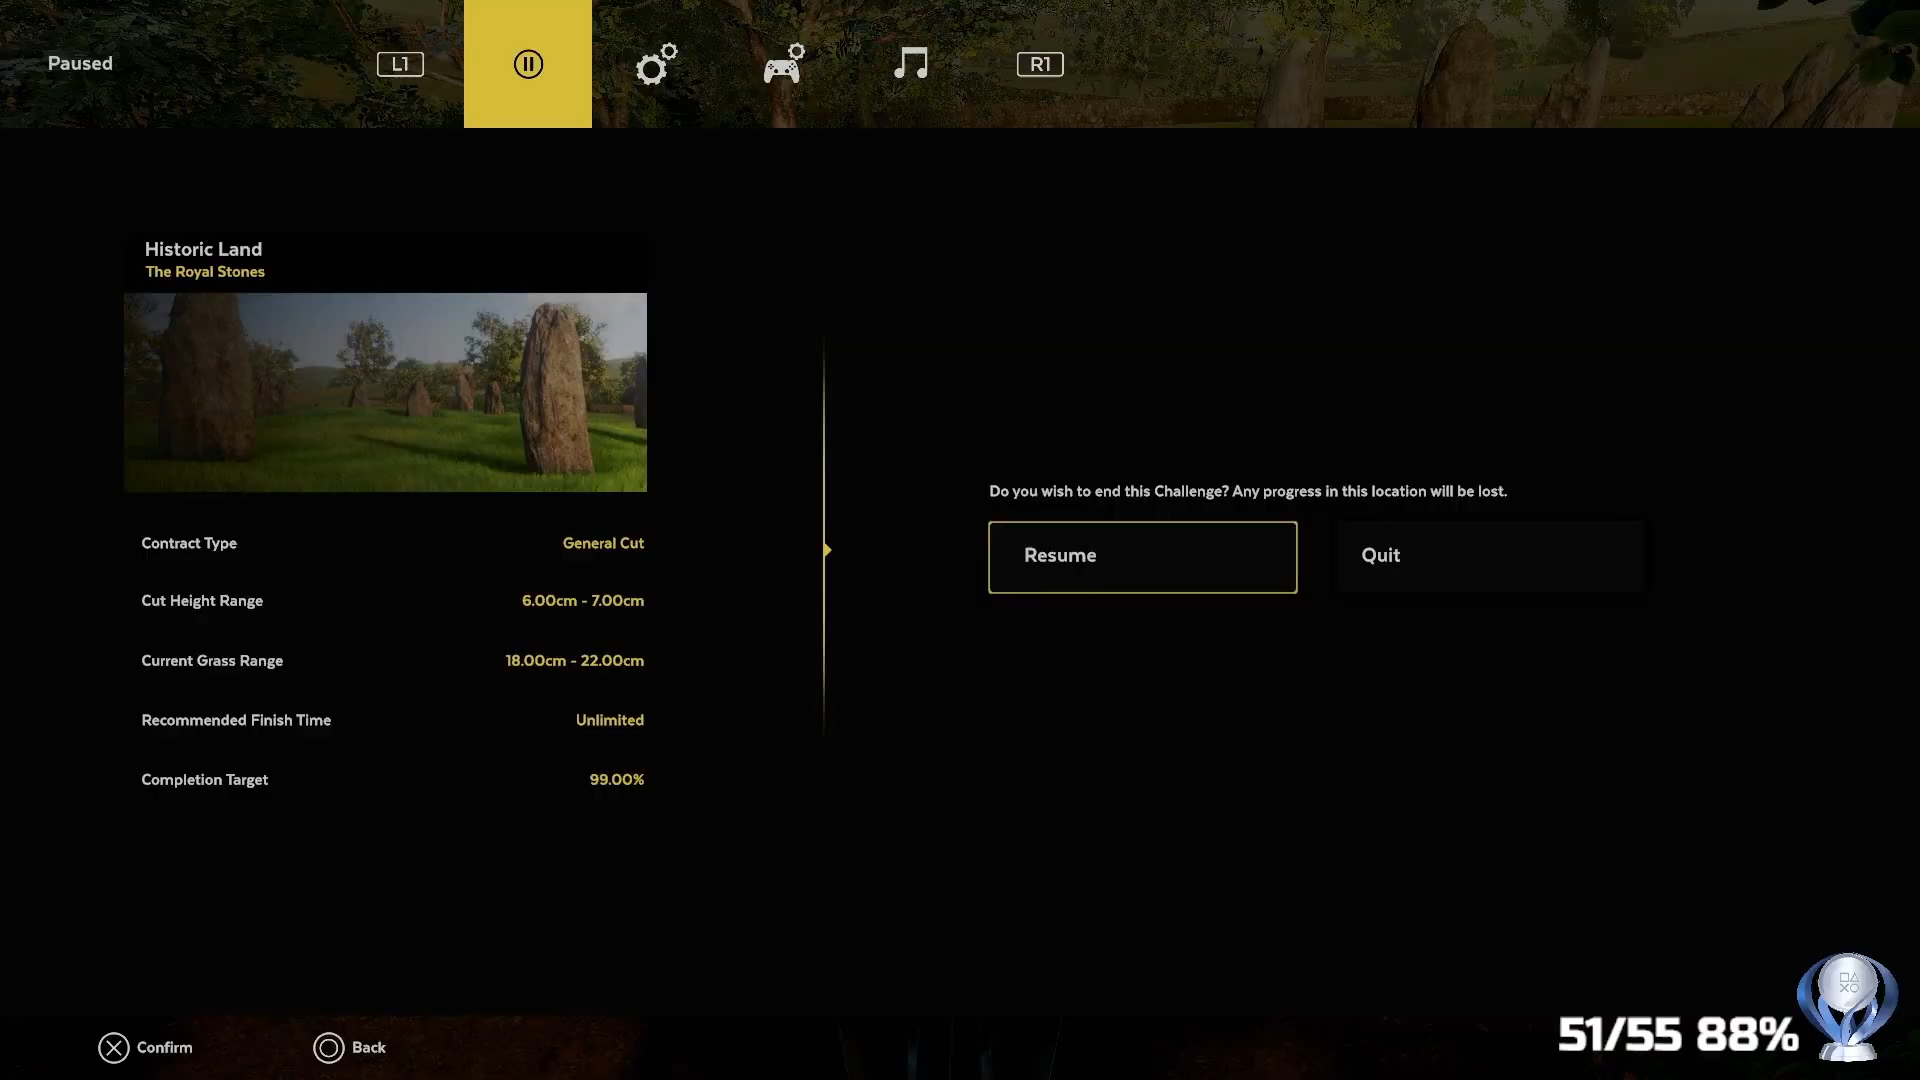 Paused
L1
R1
Historic Land
The Royal Stones
Contract Type General Cut
Cut Height Range 6.00cm - 7.00cm
Current Grass Range 18.00cm - 22.00cm
Recommended Finish Time Unlimited
Completion Target 99.00%
Do you wish to end this Challenge? Any progress in this location will be lost.
Resume Quit
Confirm Back
51/55 88%